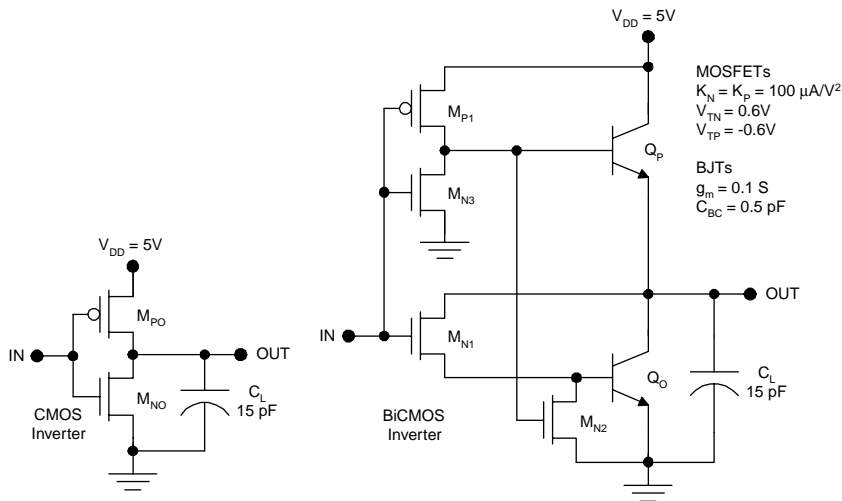 V_DD = 5V
M_PO
IN
OUT
M_NO
C_L
15 pF
CMOS
Inverter
V_DD = 5V
M_P1
M_N3
Q_P
IN
M_N1
OUT
Q_O
M_N2
C_L
15 pF
BiCMOS
Inverter
MOSFETs
K_N = K_P = 100 μA/V²
V_TN = 0.6V
V_TP = -0.6V
BJTs
g_m = 0.1 S
C_BC = 0.5 pF